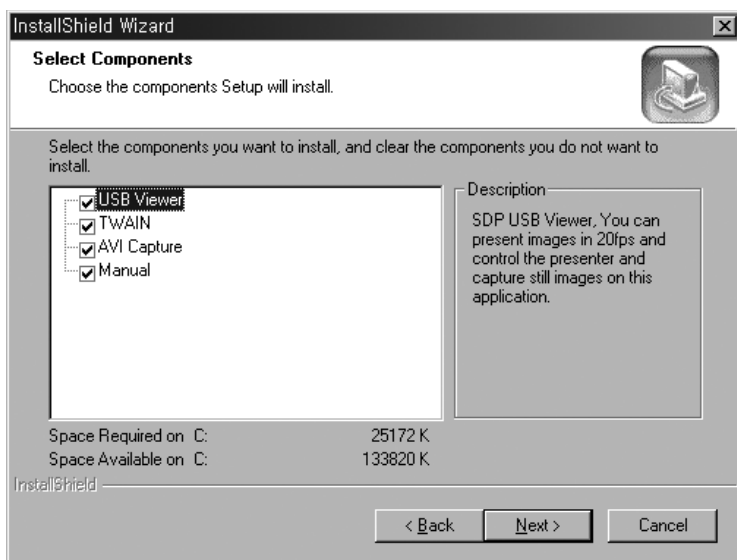 InstallShield Wizard
Select Components
Choose the components Setup will install.
Select the components you want to install, and clear the components you do not want to
install.
USB Viewer
TWAIN
AVI Capture
Manual
Description
SDP USB Viewer, You can
present images in 20fps and
control the presenter and
capture still images on this
application.
Space Required on C: 25172 K
Space Available on C: 133820 K
InstallShield
< Back Next > Cancel